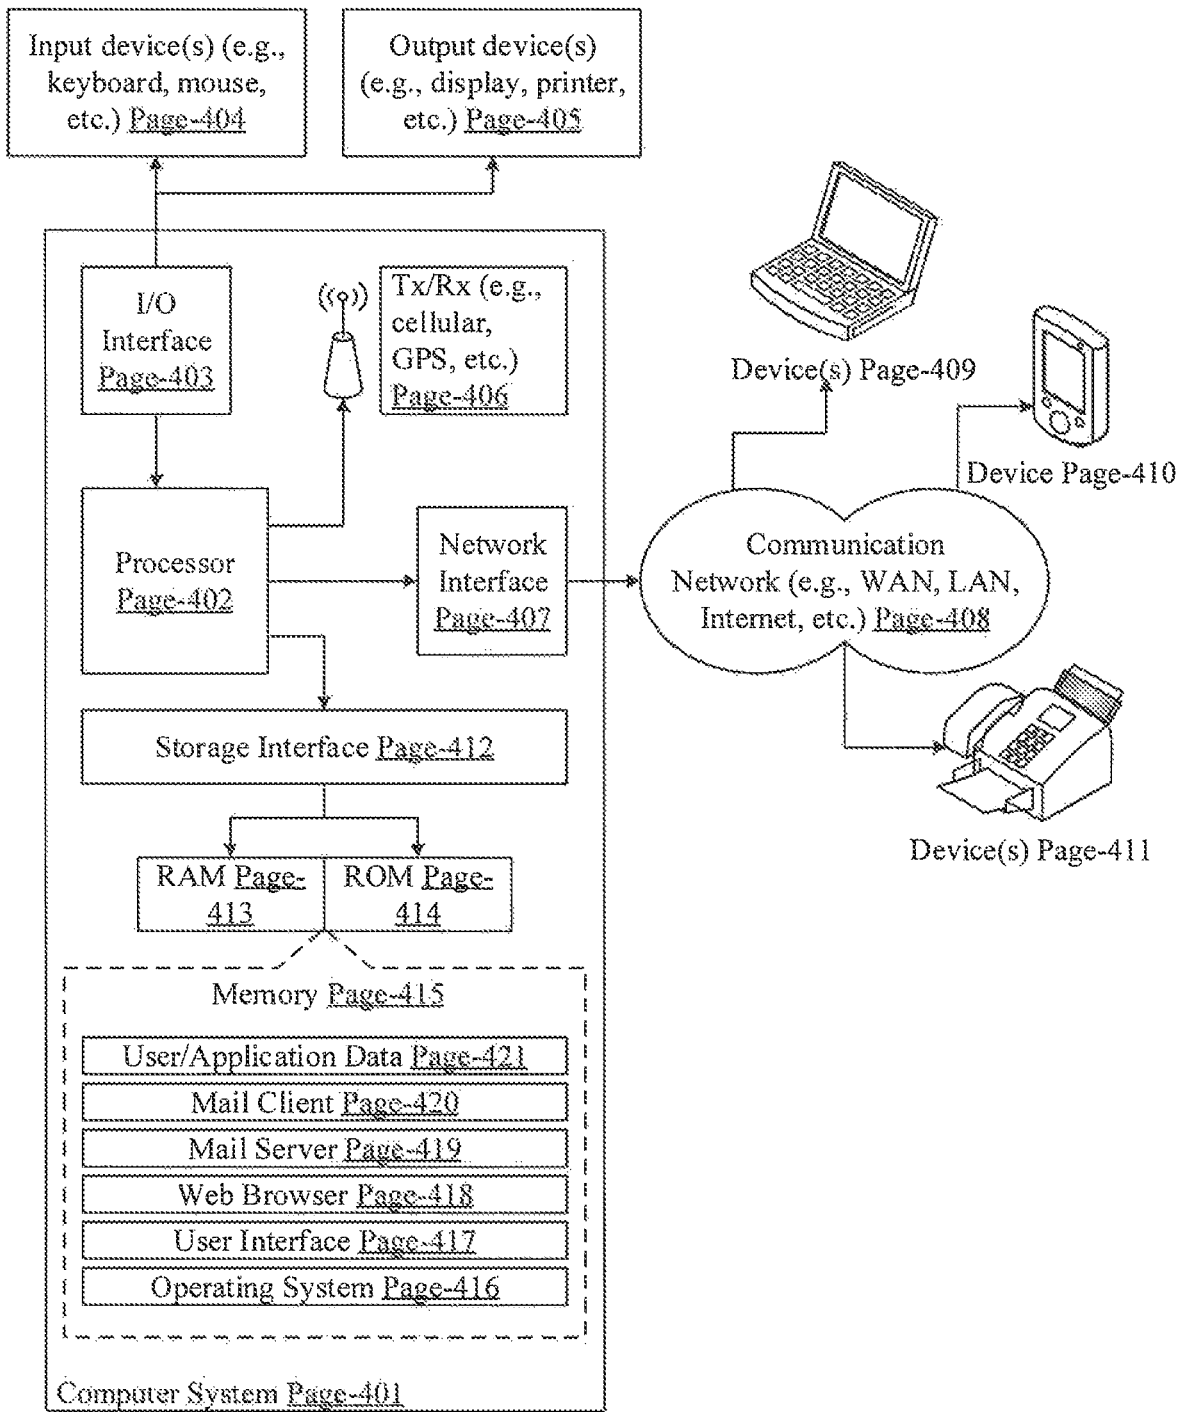 Input device(s) (e.g.,
keyboard, mouse,
etc.) Page-404
Output device(s)
(e.g., display, printer,
etc.) Page-405
I/O
Interface
Page-403
Tx/Rx (e.g.,
cellular,
GPS, etc.)
Page-406
Device(s) Page-409
Device Page-410
Processor
Page-402
Network
Interface
Page-407
Communication
Network (e.g., WAN, LAN,
Internet, etc.) Page-408
Storage Interface Page-412
Device(s) Page-411
RAM Page-
413
ROM Page-
414
Memory Page-415
User/Application Data Page-421
Mail Client Page-420
Mail Server Page-419
Web Browser Page-418
User Interface Page-417
Operating System Page-416
Computer System Page-401